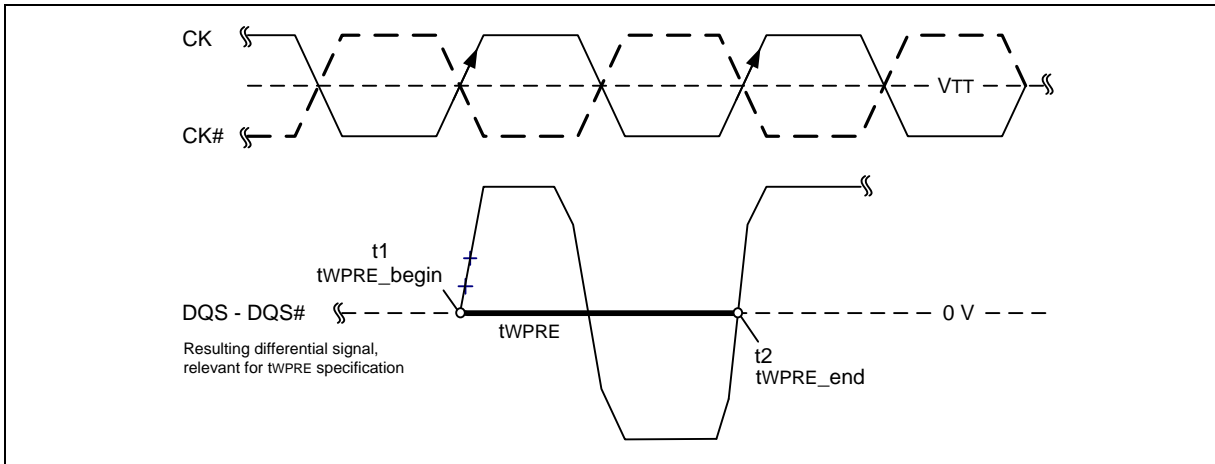 CK
VTT
CK#
t1
tWPRE_begin
DQS - DQS#
tWPRE
0 V
Resulting differential signal,
relevant for tWPRE specification
t2
tWPRE_end